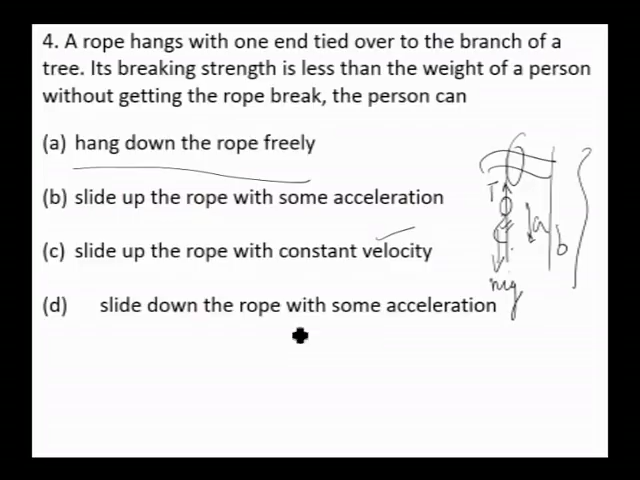 4. A rope hangs with one end tied over to the branch of a
tree. Its breaking strength is less than the weight of a person
without getting the rope break, the person can
(a) hang down the rope freely
(b) slide up the rope with some acceleration
(c) slide up the rope with constant velocity
(d) slide down the rope with some acceleration
T
a
b
mg